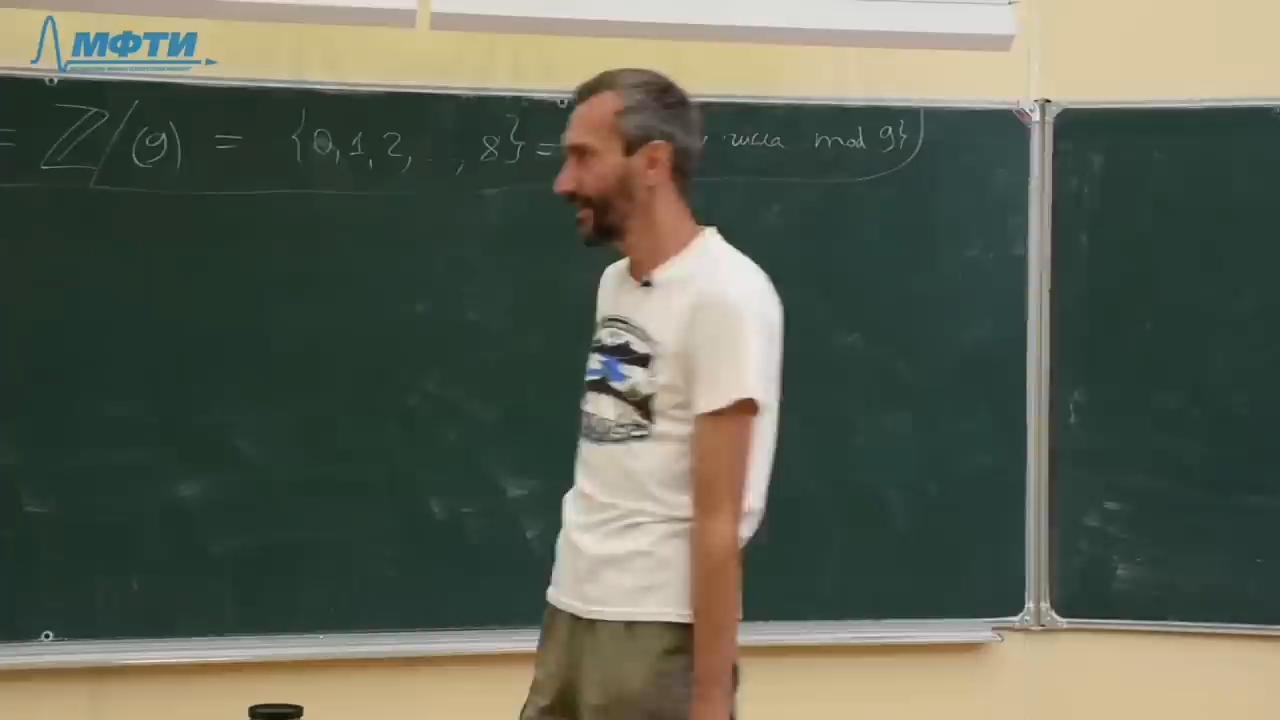 МФТИ
= ℤ/(9) = {0,1,2, ..., 8} = числа mod 9}